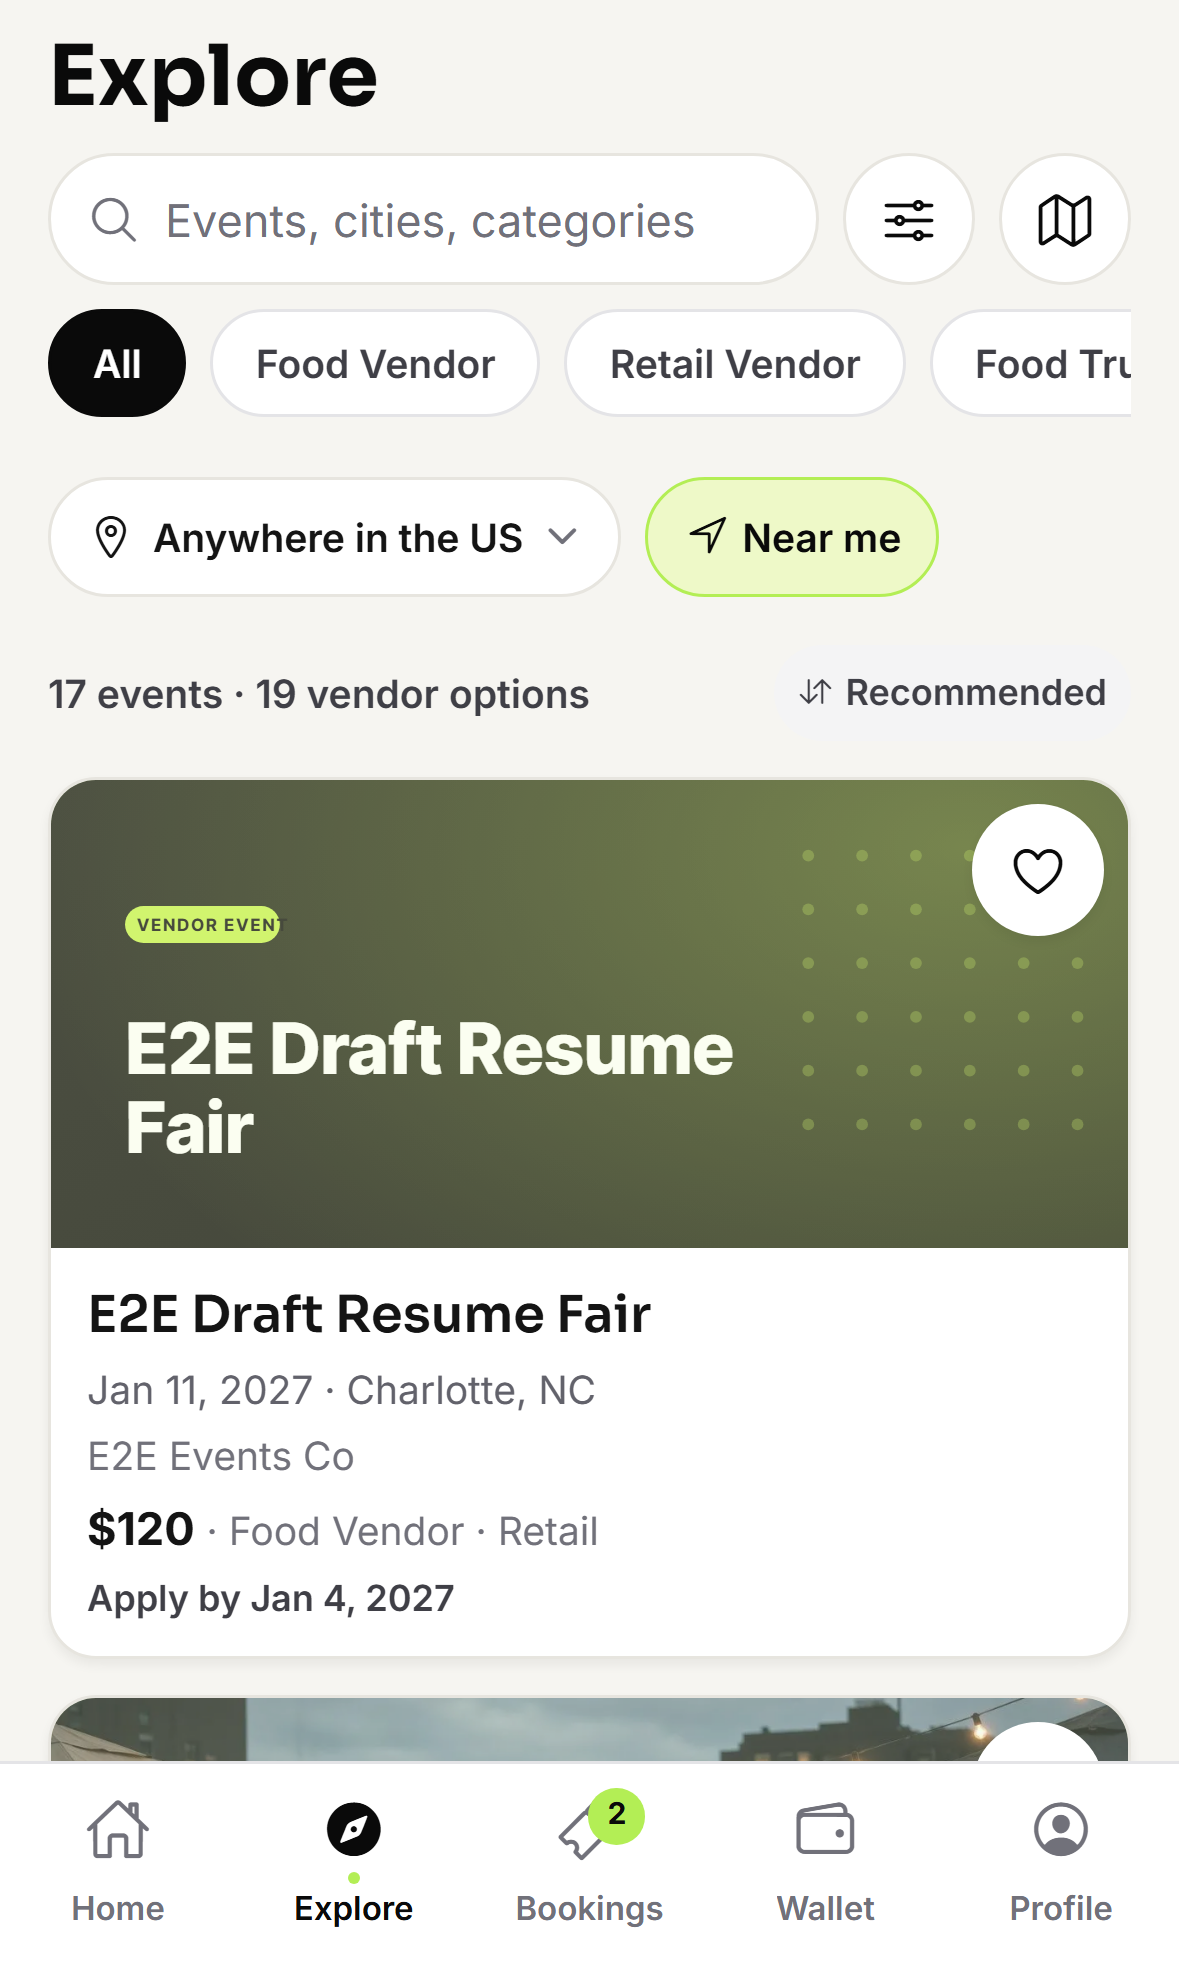 Explore
Events, cities, categories
All
Food Vendor
Retail Vendor
Food Tru
Anywhere in the US
Near me
17 events · 19 vendor options
Recommended
VENDOR EVENT
E2E Draft Resume
Fair
E2E Draft Resume Fair
Jan 11, 2027 · Charlotte, NC
E2E Events Co
$120 · Food Vendor · Retail
Apply by Jan 4, 2027
2
Home
Explore
Bookings
Wallet
Profile